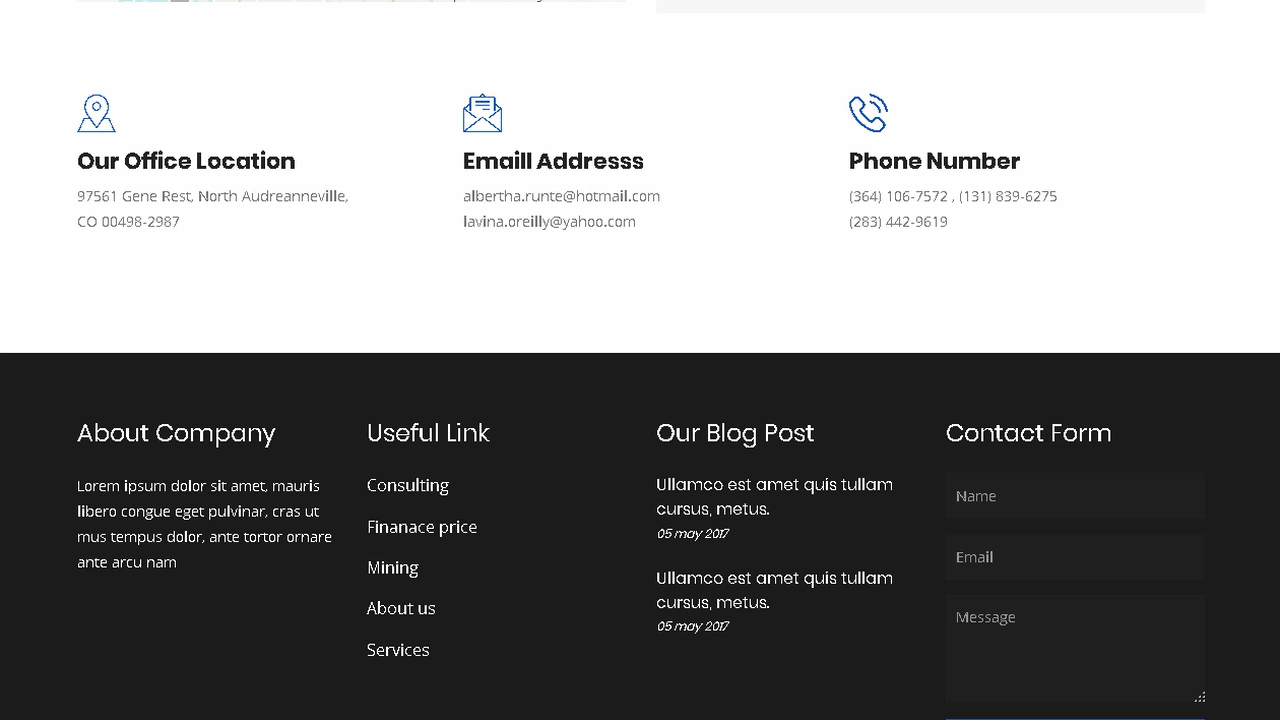 Our Office Location
97561 Gene Rest, North Audreanneville,
CO 00498-2987
Emaill Addresss
albertha.runte@hotmail.com
lavina.oreilly@yahoo.com
Phone Number
(364) 106-7572 , (131) 839-6275
(283) 442-9619
About Company
Lorem ipsum dolor sit amet, mauris
libero congue eget pulvinar, cras ut
mus tempus dolor, ante tortor ornare
ante arcu nam
Useful Link
Consulting
Finanace price
Mining
About us
Services
Our Blog Post
Ullamco est amet quis tullam
cursus, metus.
05 may 2017
Ullamco est amet quis tullam
cursus, metus.
05 may 2017
Contact Form
Name
Email
Message